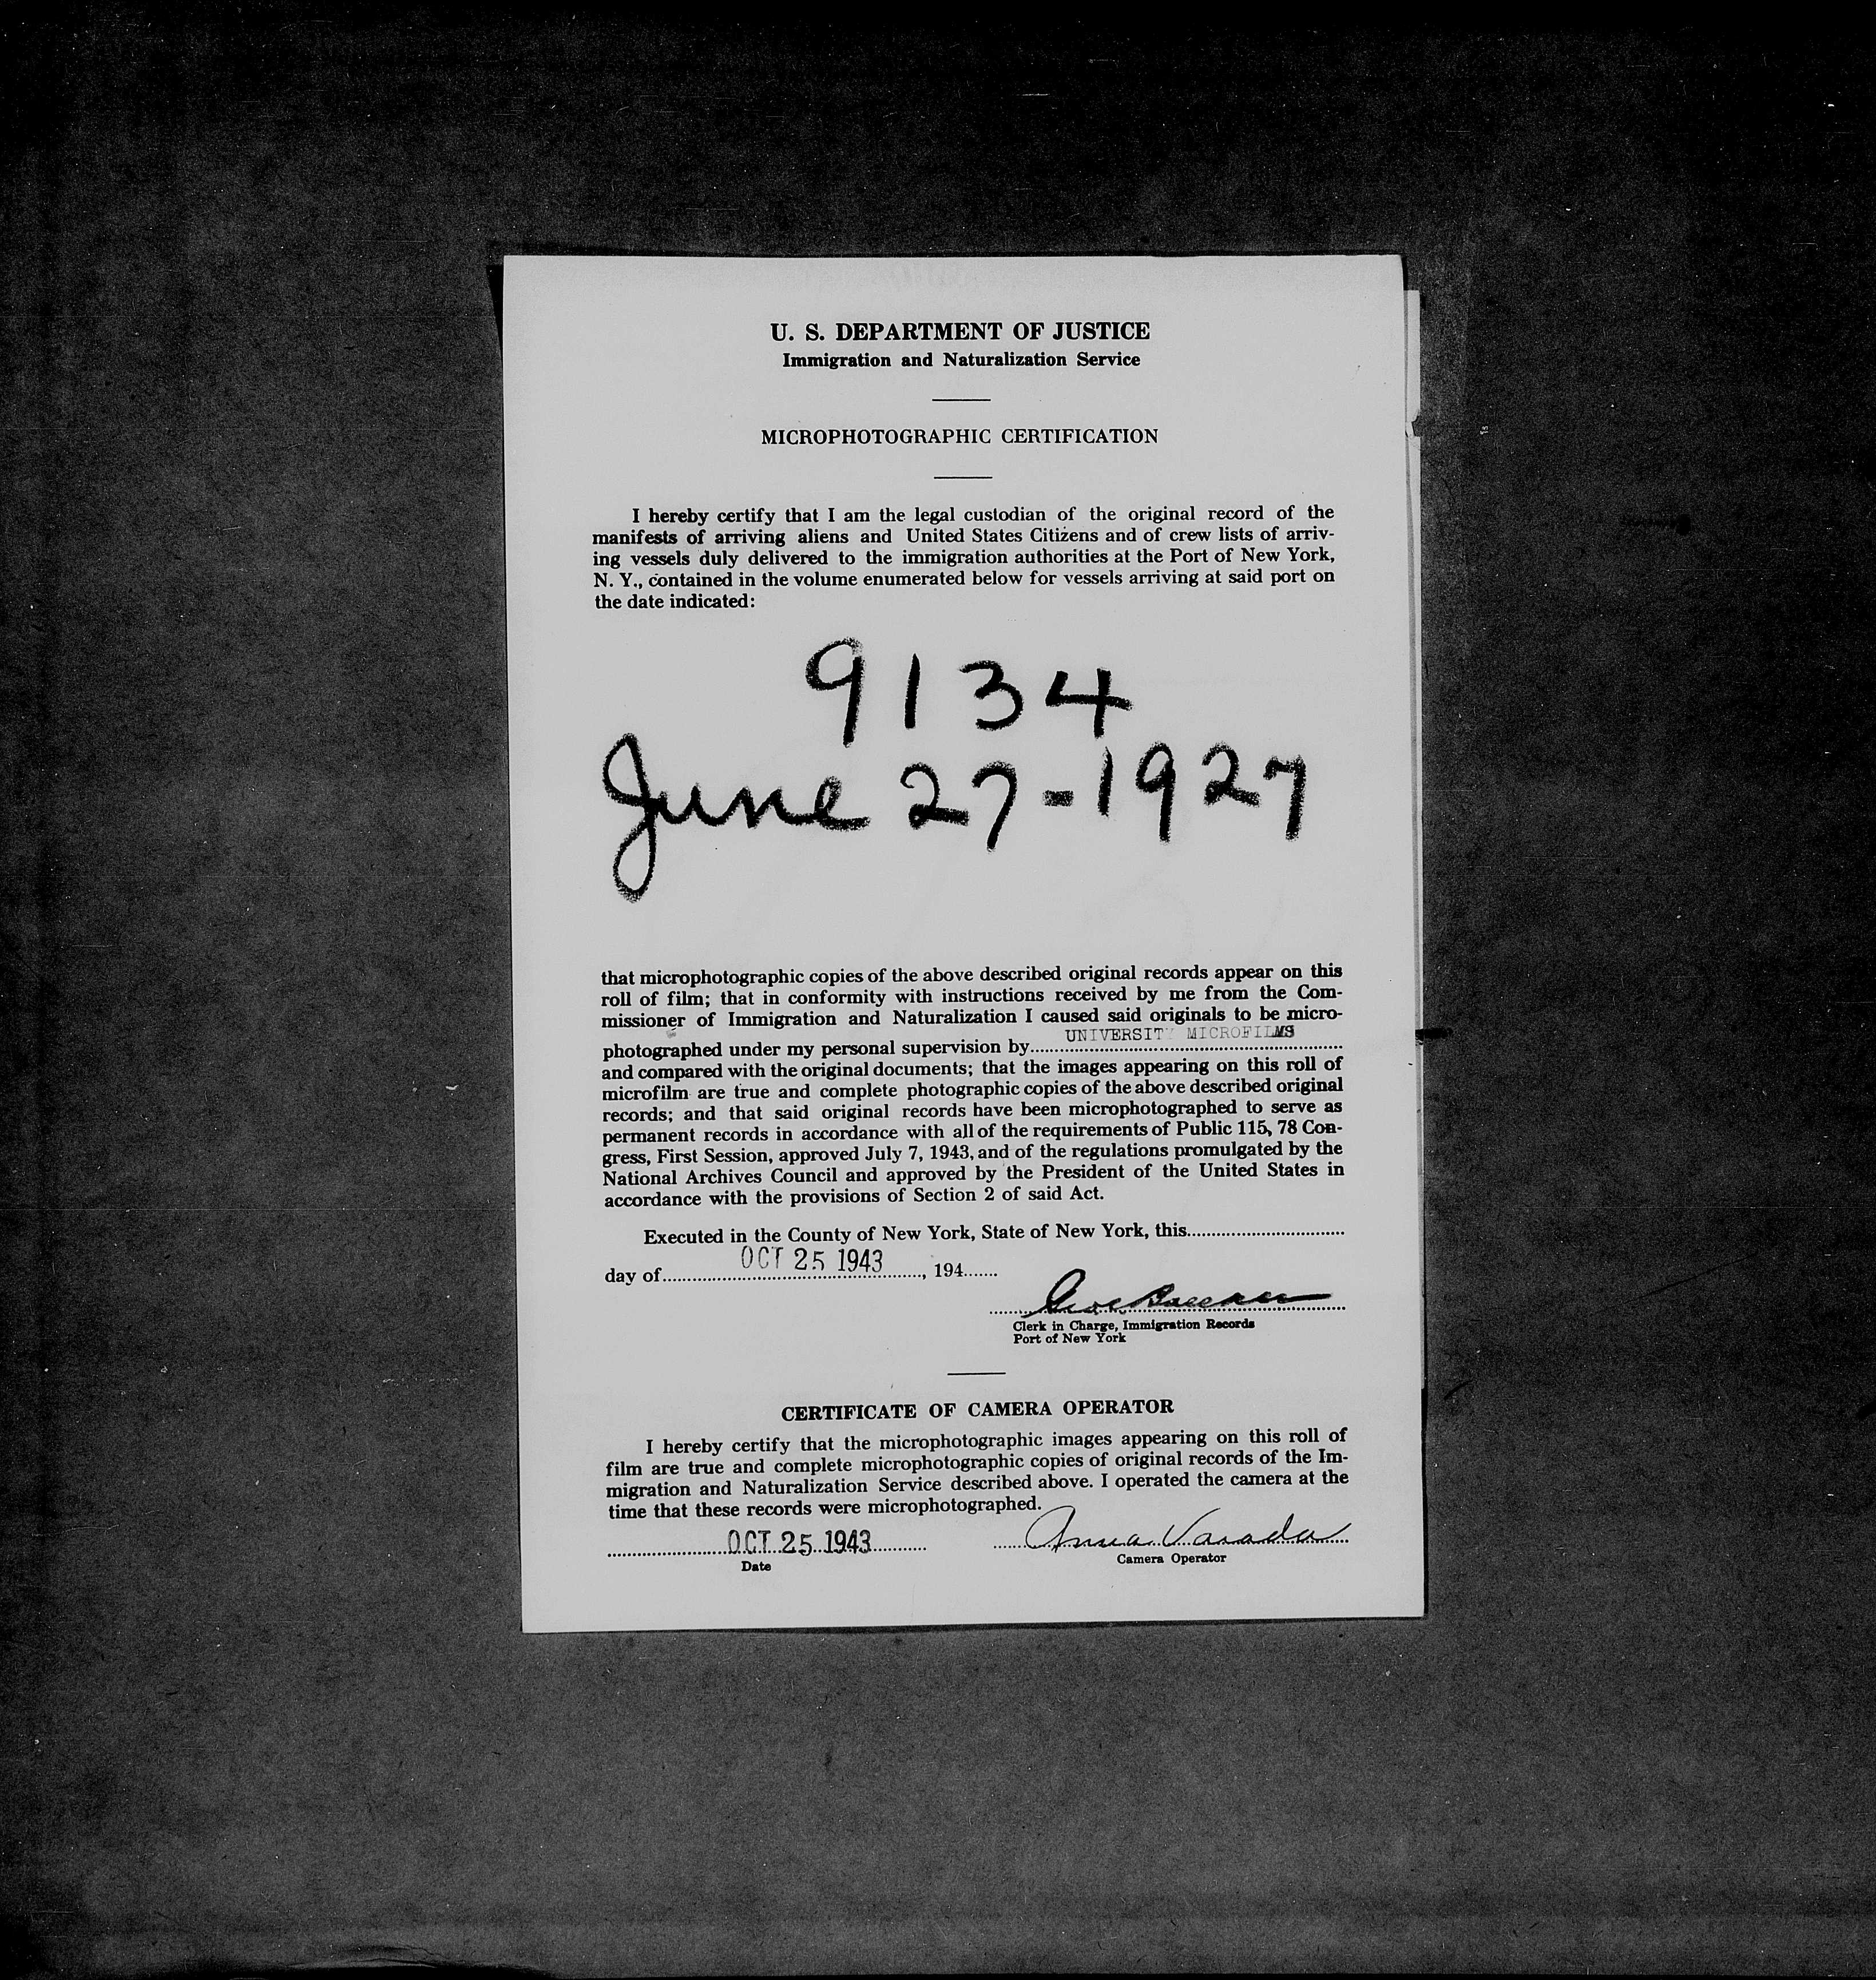 U. S. DEPARTMENT OF JUSTICE
Immigration and Naturalization Service
MICROPHOTOGRAPHIC CERTIFICATION
I hereby certify that I am the legal custodian of the original record of the
manifests of arriving aliens and United States Citizens and of crew lists of arriv-
ing vessels duly delivered to the immigration authorities at the Port of New York,
N. Y., contained in the volume enumerated below for vessels arriving at said port on
the date indicated:
9134
June 27-1927
that microphotographic copies of the above described original records appear on this
roll of film; that in conformity with instructions received by me from the Com-
missioner of Immigration and Naturalization I caused said originals to be micro-
photographed under my personal supervision by UNIVERSITY MICROFILMS
and compared with the original documents; that the images appearing on this roll of
microfilm are true and complete photographic copies of the above described original
records; and that said original records have been microphotographed to serve as
permanent records in accordance with all of the requirements of Public 115, 78 Con-
gress, First Session, approved July 7, 1943, and of the regulations promulgated by the
National Archives Council and approved by the President of the United States in
accordance with the provisions of Section 2 of said Act.
Executed in the County of New York, State of New York, this
day of OCT 25 1943, 194
Clerk in Charge, Immigration Records
Port of New York
CERTIFICATE OF CAMERA OPERATOR
I hereby certify that the microphotographic images appearing on this roll of
film are true and complete microphotographic copies of original records of the Im-
migration and Naturalization Service described above. I operated the camera at the
time that these records were microphotographed.
OCT 25 1943 Anna
Date Camera Operator